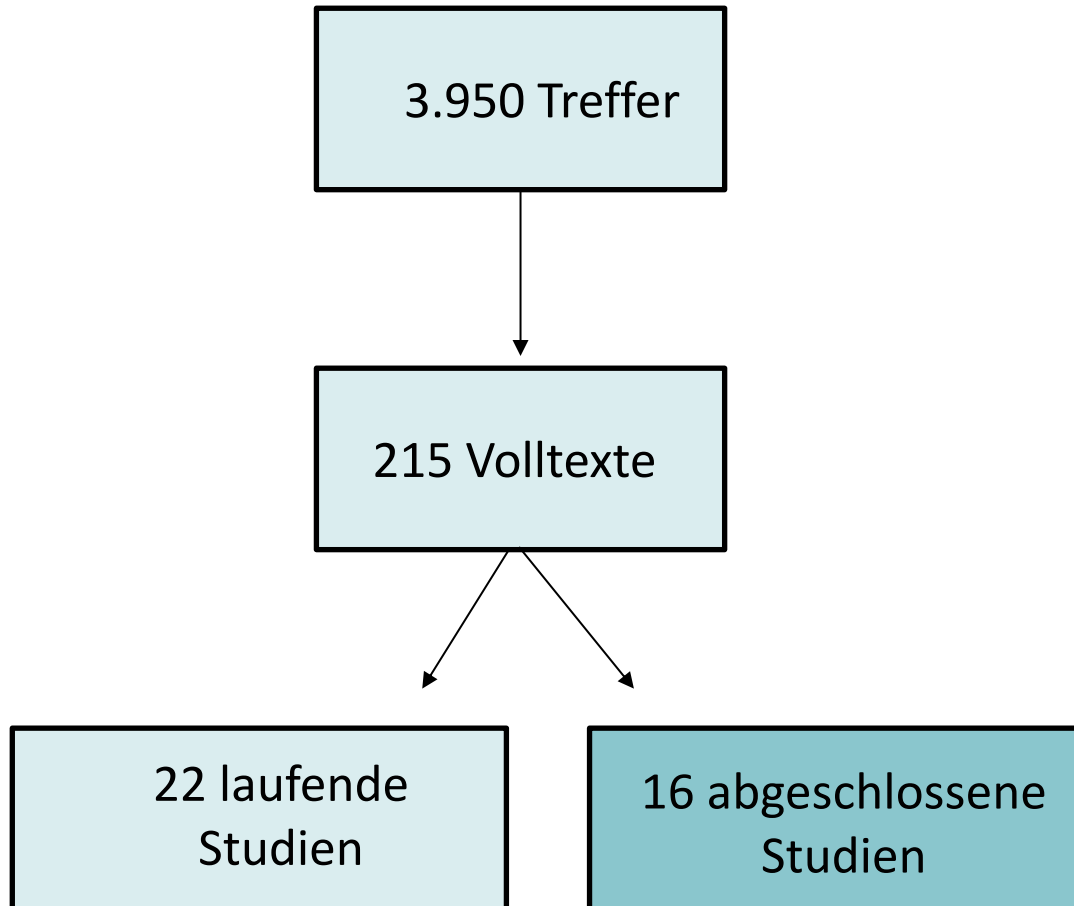 3.950 Treffer
215 Volltexte
22 laufende
Studien
16 abgeschlossene
Studien